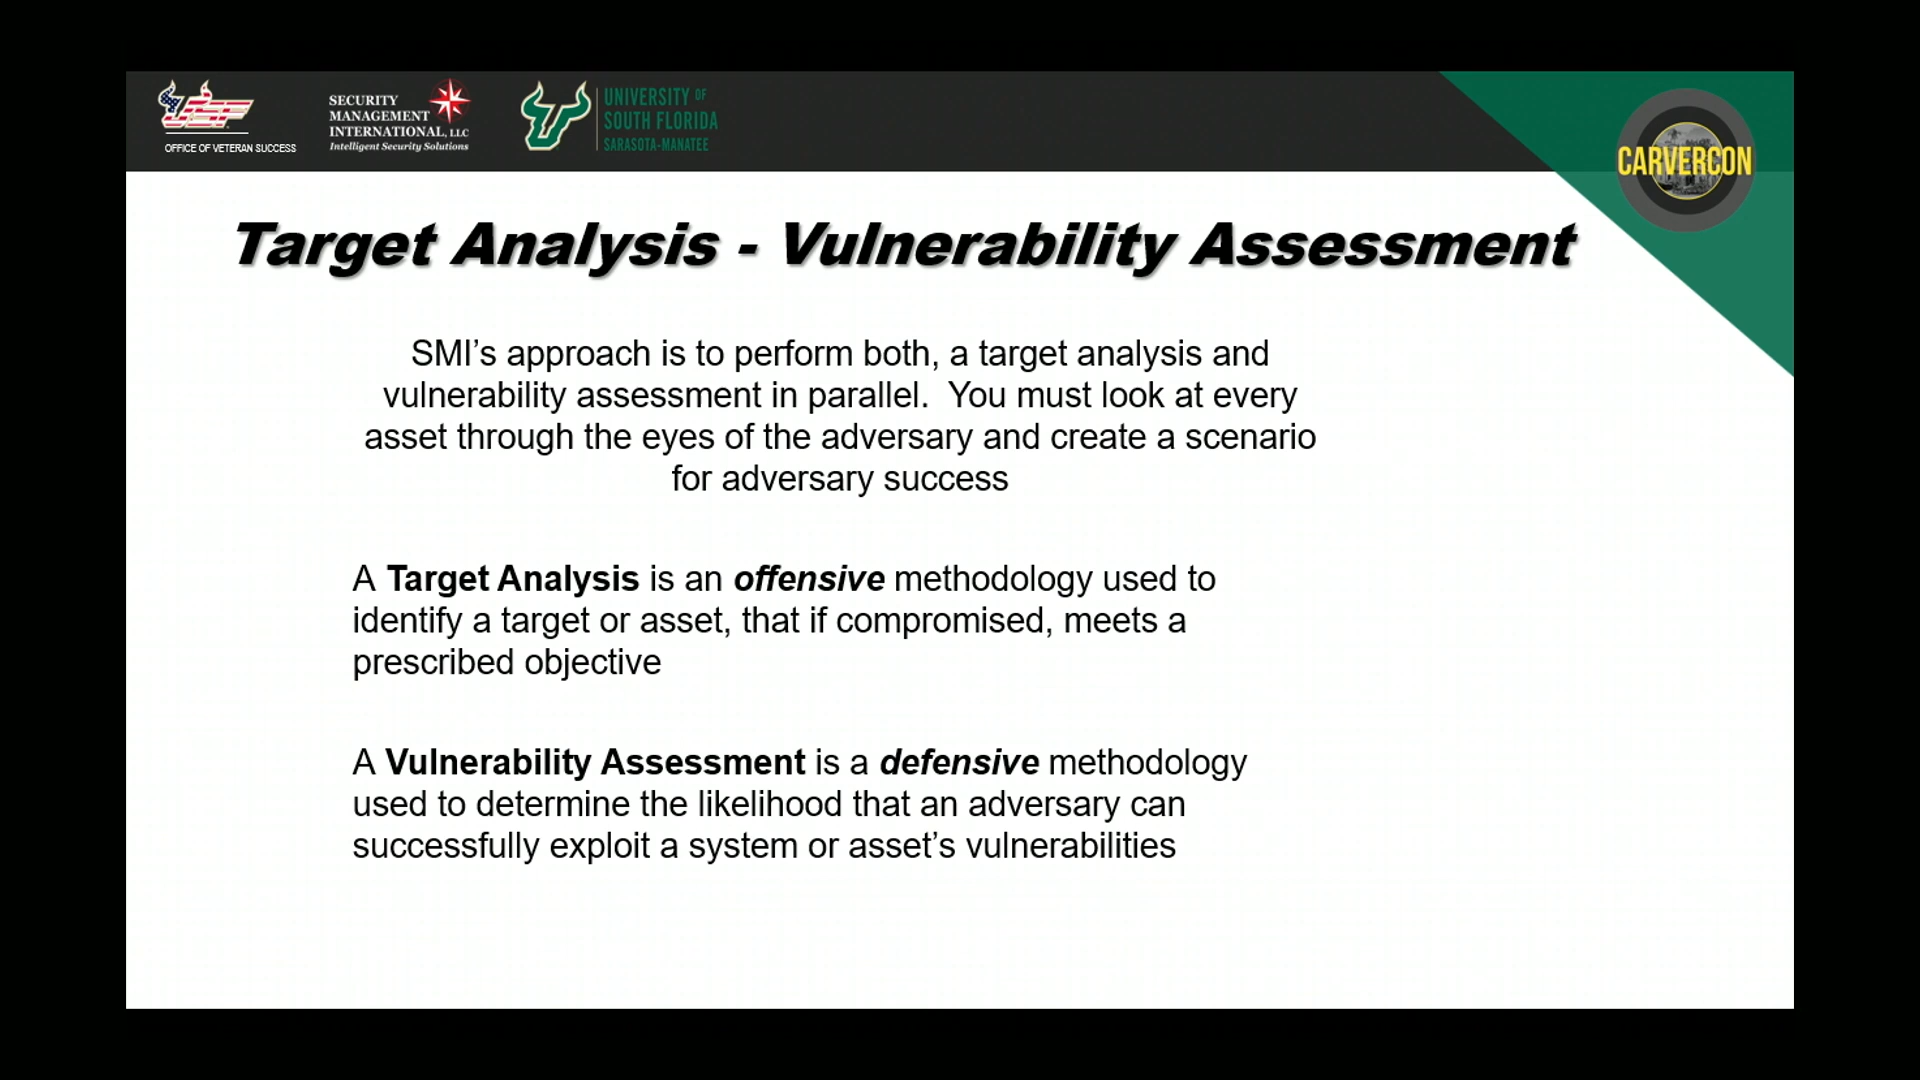 USF
OFFICE OF VETERAN SUCCESS
SECURITY
MANAGEMENT
INTERNATIONAL, LLC
Intelligent Security Solutions
UNIVERSITY OF
SOUTH FLORIDA
SARASOTA-MANATEE
CARVERCON
Target Analysis - Vulnerability Assessment
SMI’s approach is to perform both, a target analysis and
vulnerability assessment in parallel.  You must look at every
asset through the eyes of the adversary and create a scenario
for adversary success
A Target Analysis is an offensive methodology used to
identify a target or asset, that if compromised, meets a
prescribed objective
A Vulnerability Assessment is a defensive methodology
used to determine the likelihood that an adversary can
successfully exploit a system or asset’s vulnerabilities